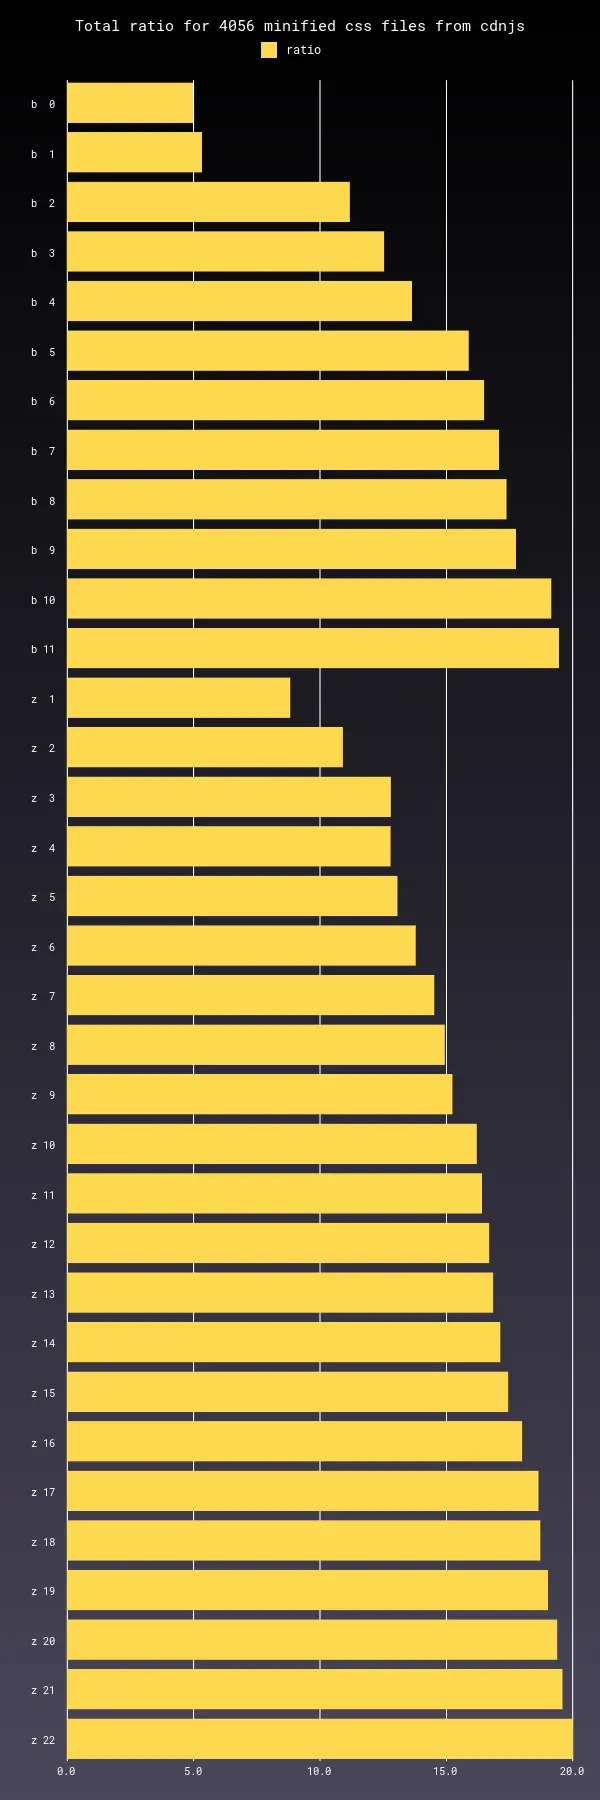 Total ratio for 4056 minified css files from cdnjs
ratio
b  0
b  1
b  2
b  3
b  4
b  5
b  6
b  7
b  8
b  9
b 10
b 11
z  1
z  2
z  3
z  4
z  5
z  6
z  7
z  8
z  9
z 10
z 11
z 12
z 13
z 14
z 15
z 16
z 17
z 18
z 19
z 20
z 21
z 22
0.0 5.0 10.0 15.0 20.0